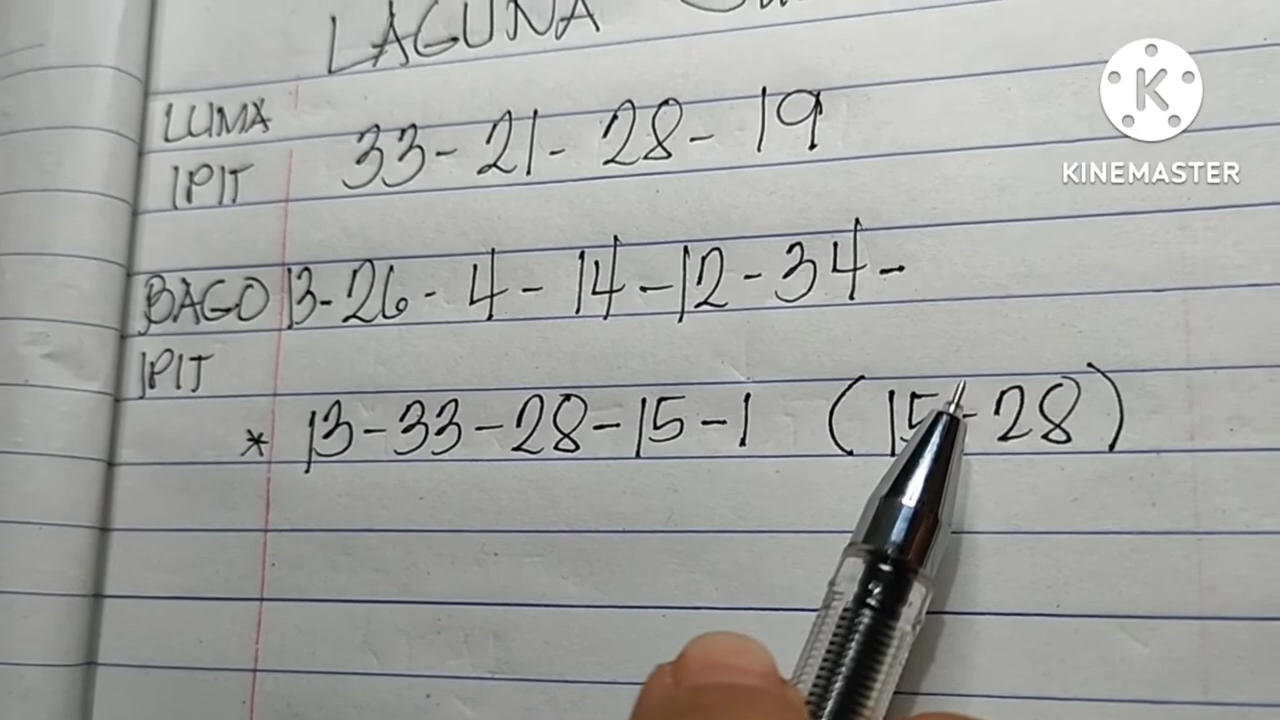 LAGUNA
LUMA
IPIT 33-21-28-19
BAGO 13-26-4-14-12-34-
IPIT
* 13-33-28-15-1 (15-28)
KINEMASTER